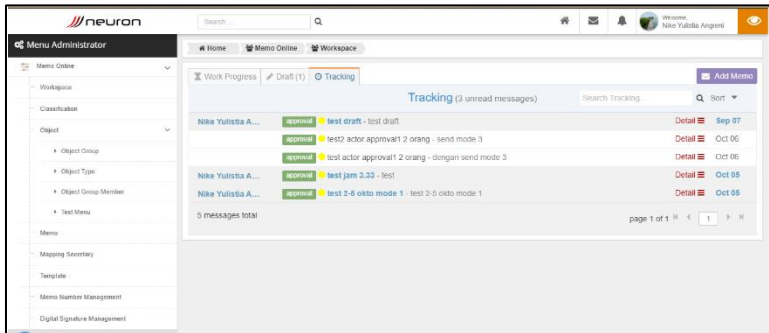 neuron
Search ...
Welcome,
Nike Yulistia Angreni
Menu Administrator
Home
Memo Online
Workspace
Memo Online
Workspace
Classification
Object
Object Group
Object Type
Object Group Member
Test Menu
Memo
Mapping Secretary
Template
Memo Number Management
Digital Signature Management
Work Progress
Draft (1)
Tracking
Add Memo
Tracking (3 unread messages)
Search Tracking...
Sort
Nike Yulistia A... approval test draft - test draft Detail Sep 07
approval test2 actor approval1 2 orang - send mode 3 Detail Oct 06
approval test actor approval1 2 orang - dengan send mode 3 Detail Oct 06
Nike Yulistia A... approval test jam 3.33 - test Detail Oct 05
Nike Yulistia A... approval test 2-5 okto mode 1 - test 2-5 okto mode 1 Detail Oct 05
5 messages total
page 1 of 1
1